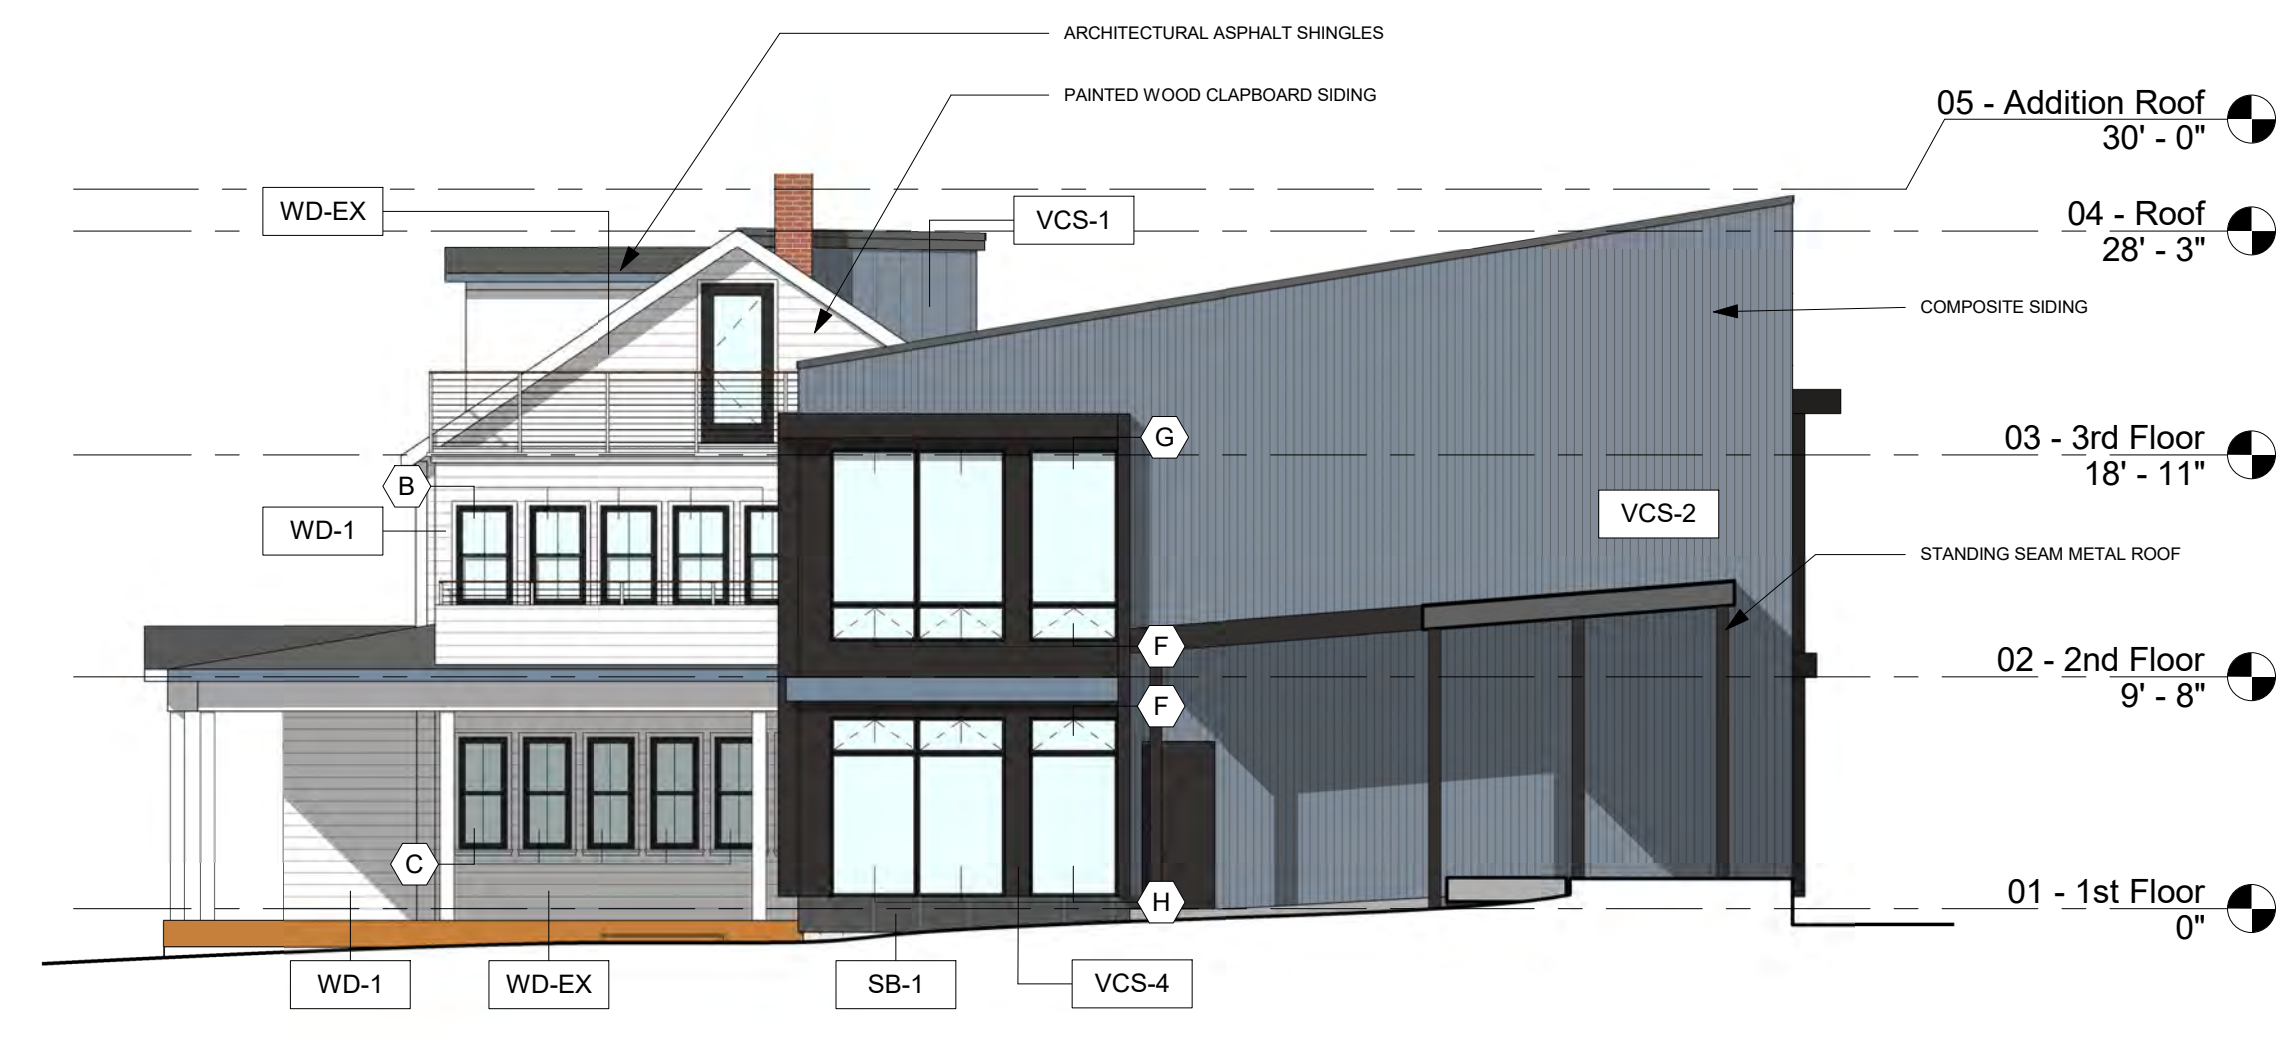 ARCHITECTURAL ASPHALT SHINGLES
PAINTED WOOD CLAPBOARD SIDING
05 - Addition Roof
30' - 0"
WD-EX
VCS-1
04 - Roof
28' - 3"
COMPOSITE SIDING
G
03 - 3rd Floor
18' - 11"
B
WD-1
VCS-2
STANDING SEAM METAL ROOF
F
02 - 2nd Floor
9' - 8"
F
C
H
01 - 1st Floor
0"
WD-1
WD-EX
SB-1
VCS-4